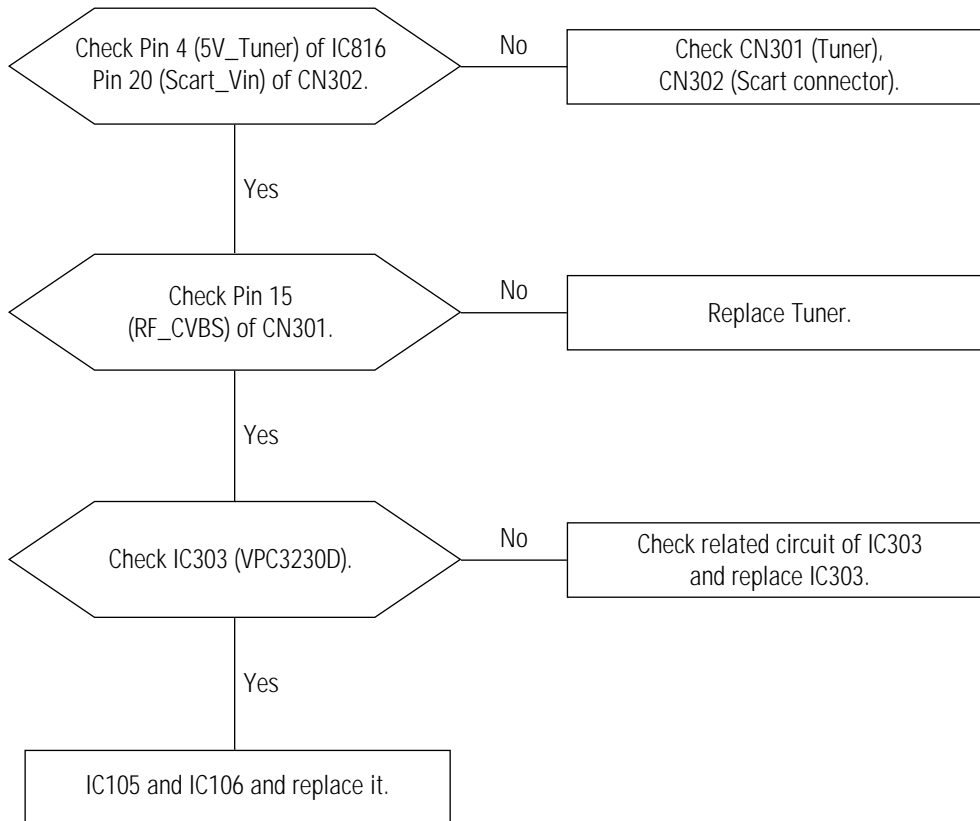 Check Pin 4 (5V_Tuner) of IC816
Pin 20 (Scart_Vin) of CN302.
No
Check CN301 (Tuner),
CN302 (Scart connector).
Yes
Check Pin 15
(RF_CVBS) of CN301.
No
Replace Tuner.
Yes
Check IC303 (VPC3230D).
No
Check related circuit of IC303
and replace IC303.
Yes
IC105 and IC106 and replace it.